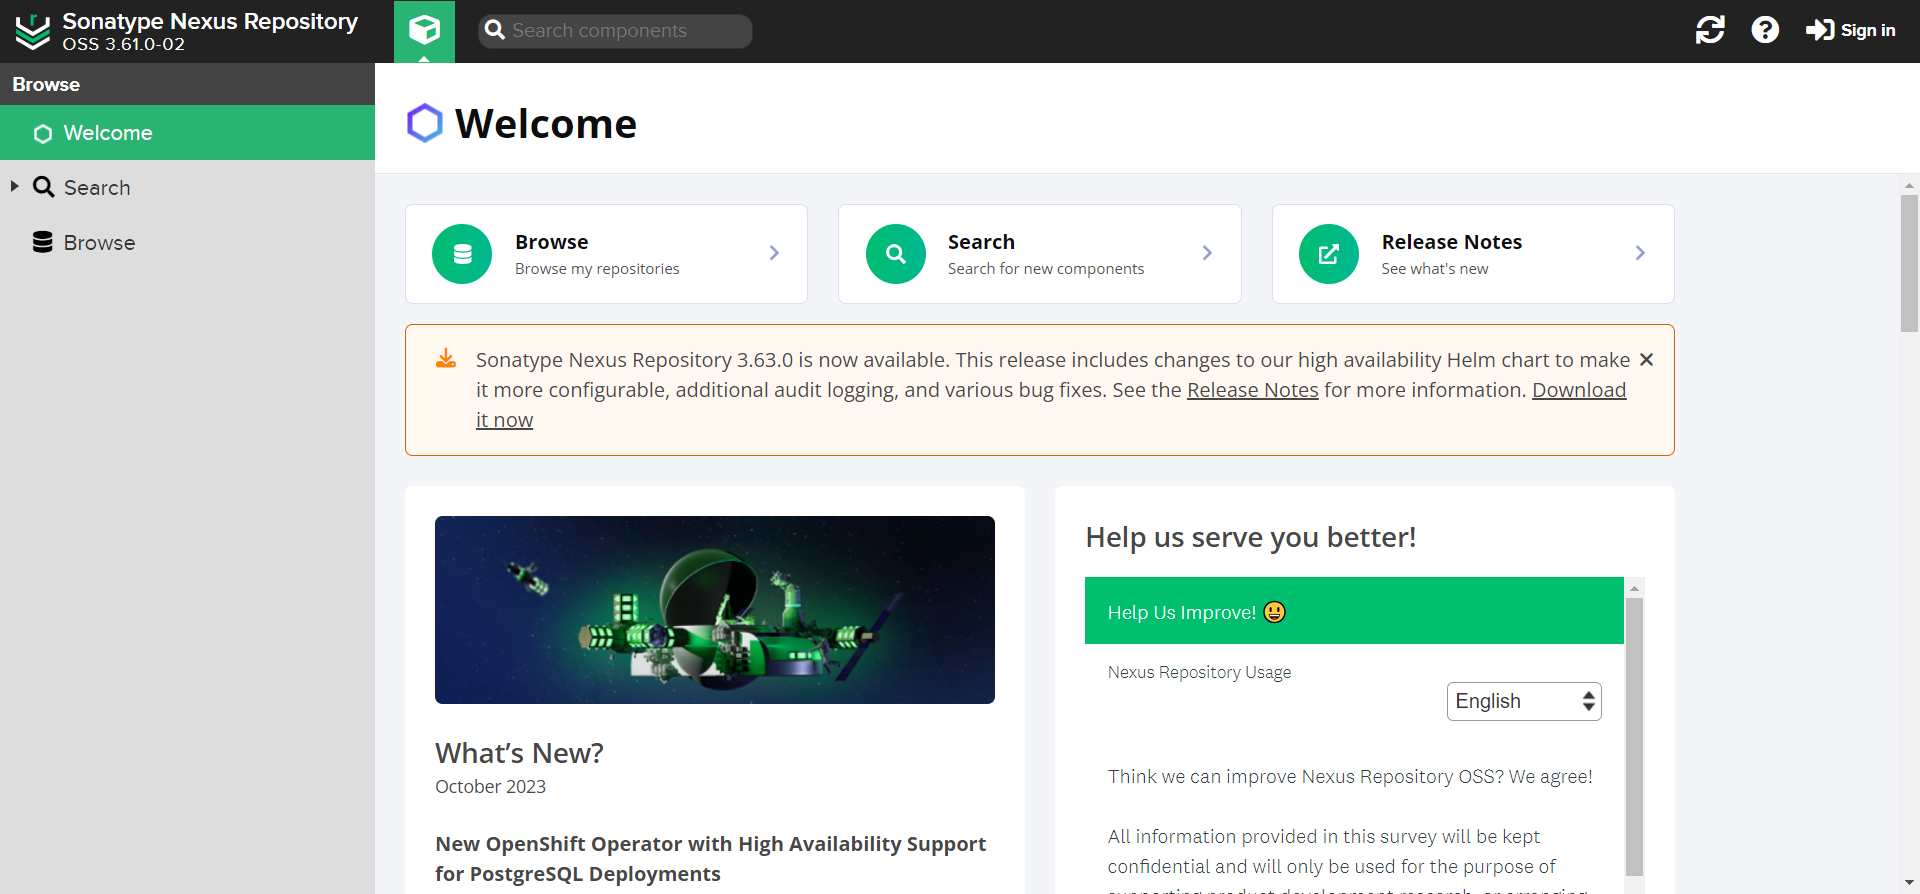 Sonatype Nexus Repository
OSS 3.61.0-02
Search components
Sign in
Browse
Welcome
Search
Browse
Welcome
Browse
Browse my repositories
Search
Search for new components
Release Notes
See what's new
Sonatype Nexus Repository 3.63.0 is now available. This release includes changes to our high availability Helm chart to make
it more configurable, additional audit logging, and various bug fixes. See the Release Notes for more information. Download
it now
What’s New?
October 2023
New OpenShift Operator with High Availability Support
for PostgreSQL Deployments
Help us serve you better!
Help Us Improve! 😃
Nexus Repository Usage
English
Think we can improve Nexus Repository OSS? We agree!
All information provided in this survey will be kept
confidential and will only be used for the purpose of